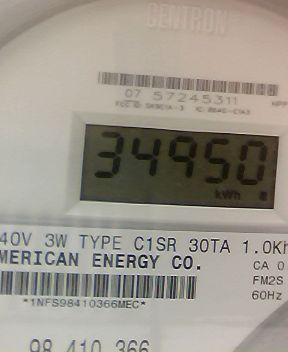 CENTRON
07 57245311
34950
kWh
40V 3W TYPE C1SR 30TA 1.0Kh
MERICAN ENERGY CO.
CA 0
FM2S
60Hz
*1NFS98410366MEC*
98 410 366